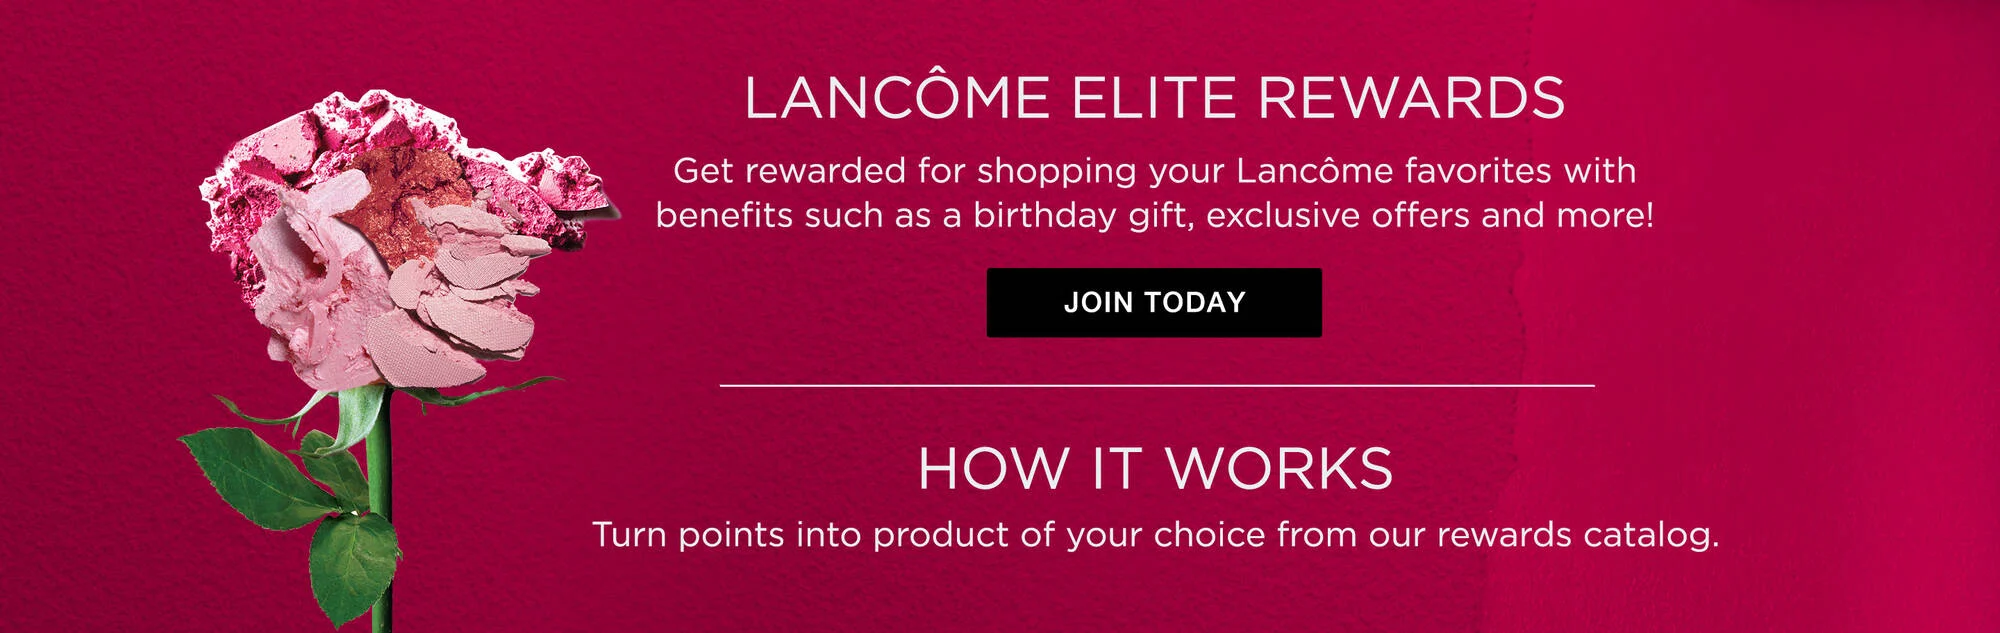 LANCÔME ELITE REWARDS
Get rewarded for shopping your Lancôme favorites with
benefits such as a birthday gift, exclusive offers and more!
JOIN TODAY
HOW IT WORKS
Turn points into product of your choice from our rewards catalog.